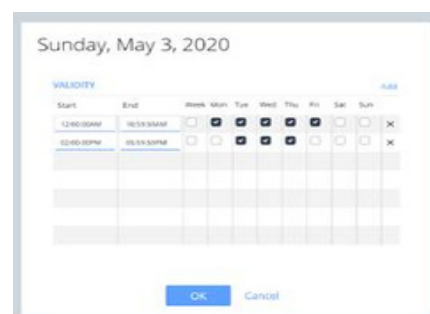 Sunday, May 3, 2020
VALIDITY Add
Start End Week Mon Tue Wed Thu Fri Sat Sun
12:00:00AM 10:59:59AM
02:00:00PM 05:59:59PM
OK Cancel